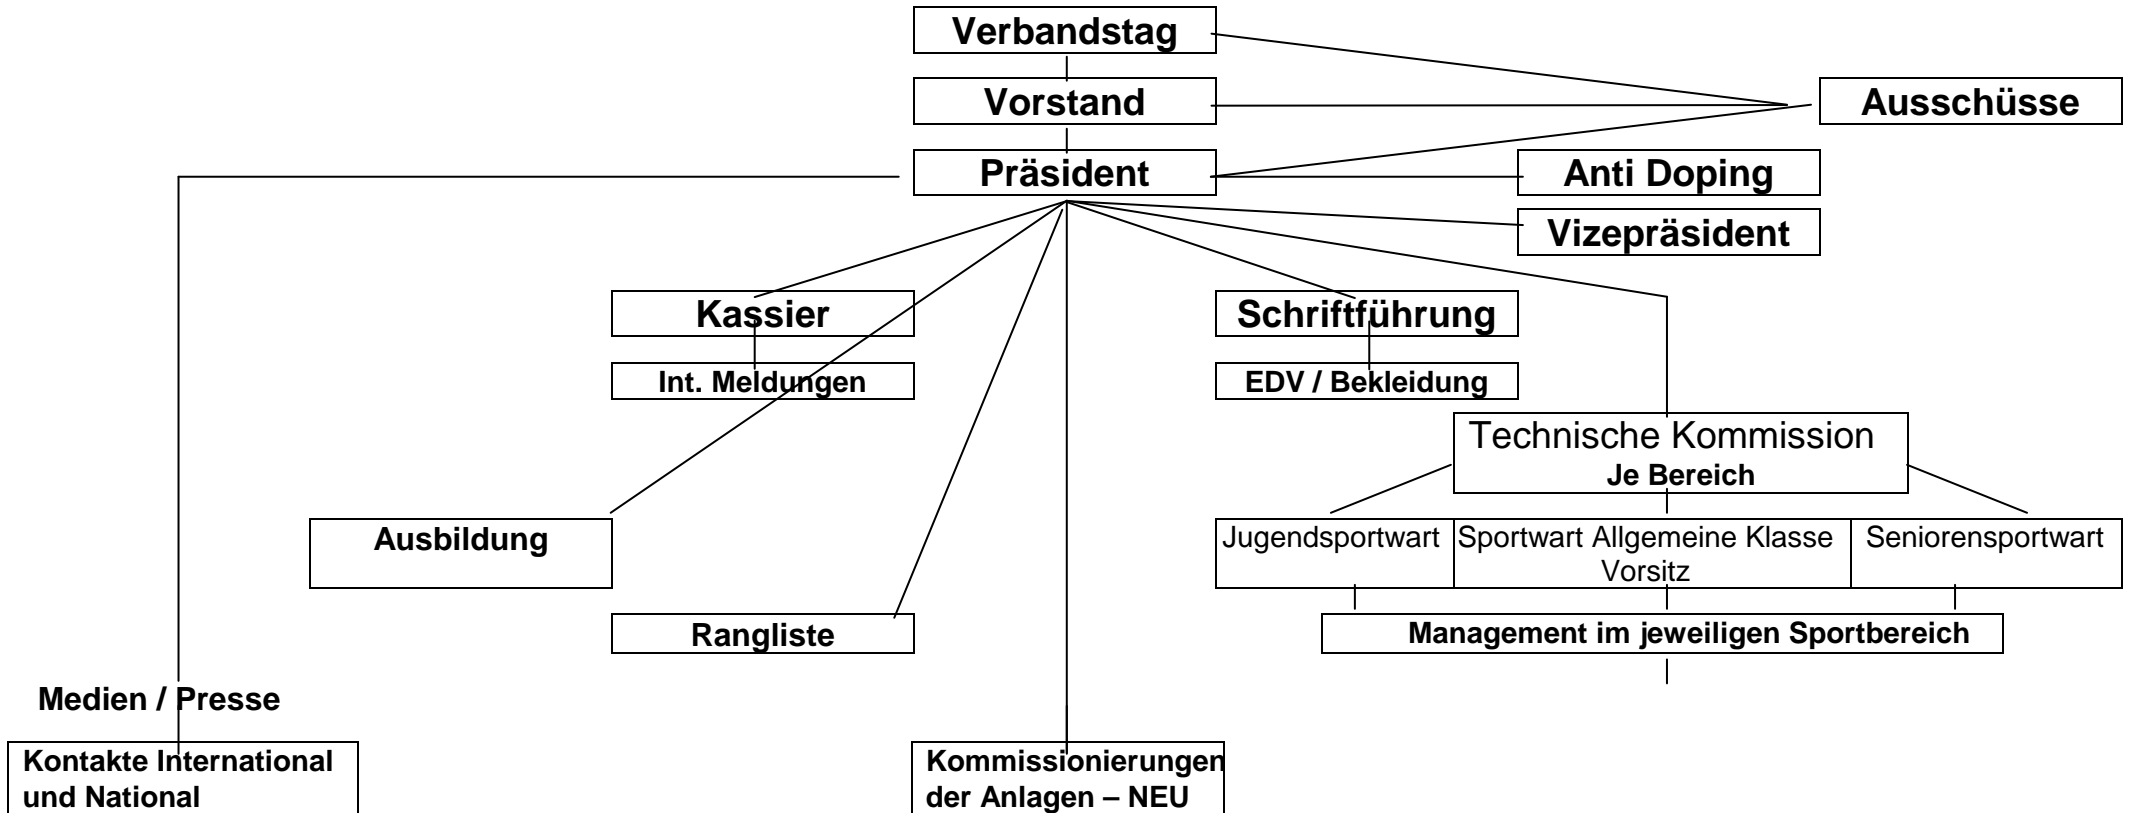 Verbandstag
Vorstand
Ausschüsse
Präsident
Anti Doping
Vizepräsident
Kassier
Schriftführung
Int. Meldungen
EDV / Bekleidung
Technische Kommission
Je Bereich
Ausbildung
Jugendsportwart
Sportwart Allgemeine Klasse
Vorsitz
Seniorensportwart
Rangliste
Management im jeweiligen Sportbereich
Medien / Presse
Kontakte International
und National
Kommissionierungen
der Anlagen – NEU